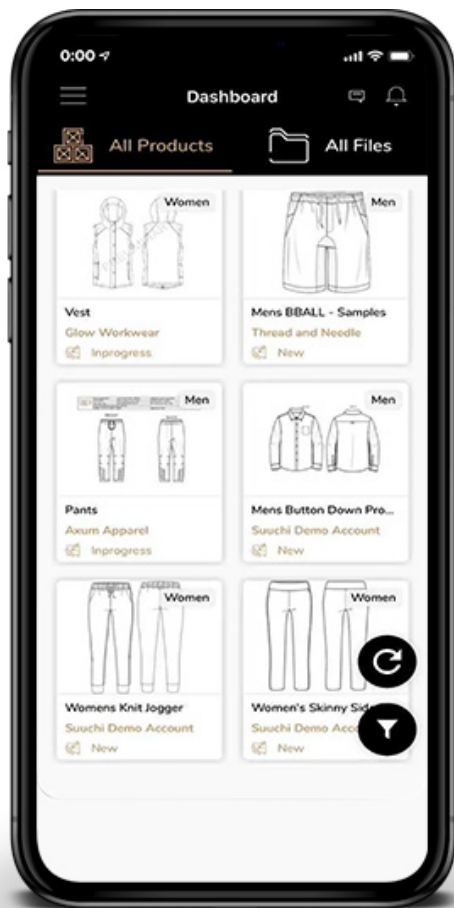 0:00
Dashboard
All Products
All Files
Women
Vest
Glow Workwear
Inprogress
Men
Mens BBALL - Samples
Thread and Needle
New
Men
Pants
Axum Apparel
Inprogress
Men
Mens Button Down Pro...
Suuchi Demo Account
New
Women
Womens Knit Jogger
Suuchi Demo Account
New
Women
Women's Skinny Sid
Suuchi Demo Acc
New